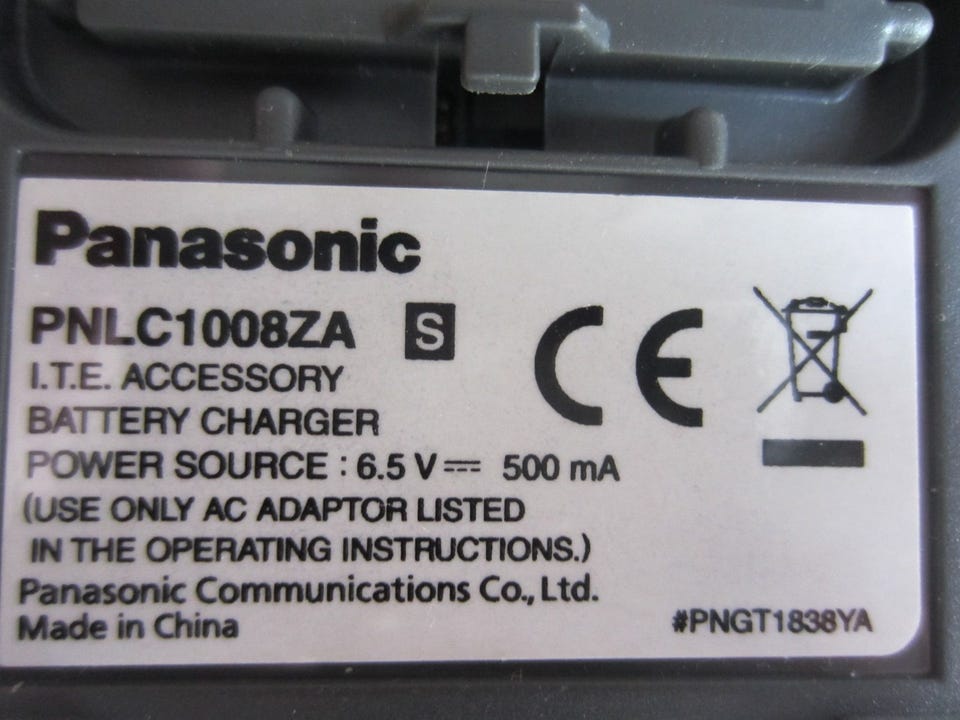 Panasonic
PNLC1008ZA S
I.T.E. ACCESSORY
BATTERY CHARGER
POWER SOURCE : 6.5 V⎓ 500 mA
(USE ONLY AC ADAPTOR LISTED
IN THE OPERATING INSTRUCTIONS.)
Panasonic Communications Co., Ltd.
Made in China
#PNGT1838YA
CE